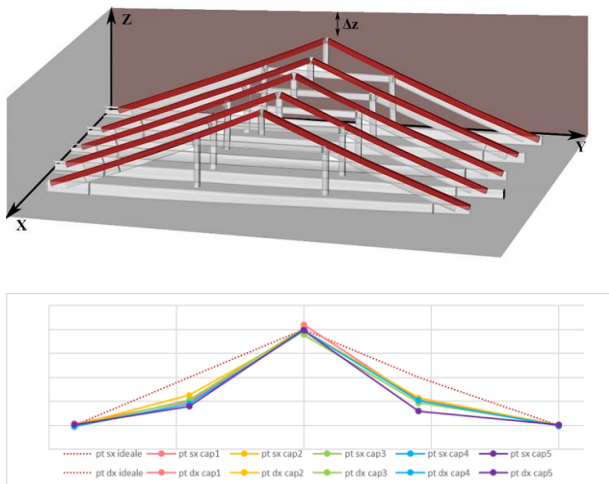 Z
Δz
Y
X
pt sx ideale pt sx cap1 pt sx cap2 pt sx cap3 pt sx cap4 pt sx cap5
pt dx ideale pt dx cap1 pt dx cap2 pt dx cap3 pt dx cap4 pt dx cap5